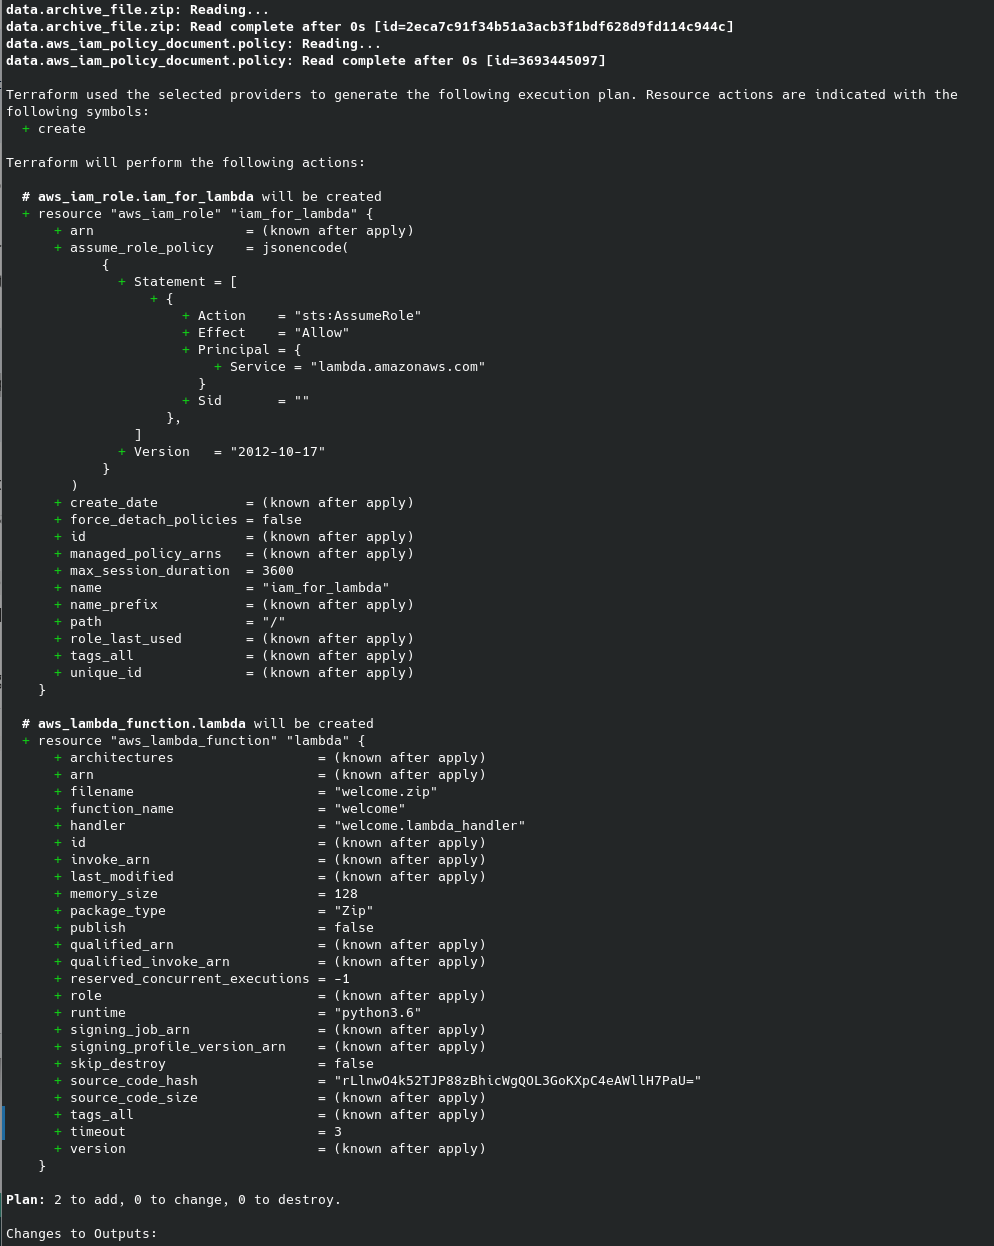 data.archive_file.zip: Reading...
data.archive_file.zip: Read complete after 0s [id=2eca7c91f34b51a3acb3f1bdf628d9fd114c944c]
data.aws_iam_policy_document.policy: Reading...
data.aws_iam_policy_document.policy: Read complete after 0s [id=3693445097]

Terraform used the selected providers to generate the following execution plan. Resource actions are indicated with the
following symbols:
  + create

Terraform will perform the following actions:

  # aws_iam_role.iam_for_lambda will be created
  + resource "aws_iam_role" "iam_for_lambda" {
      + arn                   = (known after apply)
      + assume_role_policy    = jsonencode(
            {
              + Statement = [
                  + {
                      + Action    = "sts:AssumeRole"
                      + Effect    = "Allow"
                      + Principal = {
                          + Service = "lambda.amazonaws.com"
                        }
                      + Sid       = ""
                    },
                ]
              + Version   = "2012-10-17"
            }
        )
      + create_date           = (known after apply)
      + force_detach_policies = false
      + id                    = (known after apply)
      + managed_policy_arns   = (known after apply)
      + max_session_duration  = 3600
      + name                  = "iam_for_lambda"
      + name_prefix           = (known after apply)
      + path                  = "/"
      + role_last_used        = (known after apply)
      + tags_all              = (known after apply)
      + unique_id             = (known after apply)
    }

  # aws_lambda_function.lambda will be created
  + resource "aws_lambda_function" "lambda" {
      + architectures                  = (known after apply)
      + arn                            = (known after apply)
      + filename                       = "welcome.zip"
      + function_name                  = "welcome"
      + handler                        = "welcome.lambda_handler"
      + id                             = (known after apply)
      + invoke_arn                     = (known after apply)
      + last_modified                  = (known after apply)
      + memory_size                    = 128
      + package_type                   = "Zip"
      + publish                        = false
      + qualified_arn                  = (known after apply)
      + qualified_invoke_arn           = (known after apply)
      + reserved_concurrent_executions = -1
      + role                           = (known after apply)
      + runtime                        = "python3.6"
      + signing_job_arn                = (known after apply)
      + signing_profile_version_arn    = (known after apply)
      + skip_destroy                   = false
      + source_code_hash               = "rLlnwO4k52TJP88zBhicWgQOL3GoKXpC4eAWllH7PaU="
      + source_code_size               = (known after apply)
      + tags_all                       = (known after apply)
      + timeout                        = 3
      + version                        = (known after apply)
    }

Plan: 2 to add, 0 to change, 0 to destroy.

Changes to Outputs: